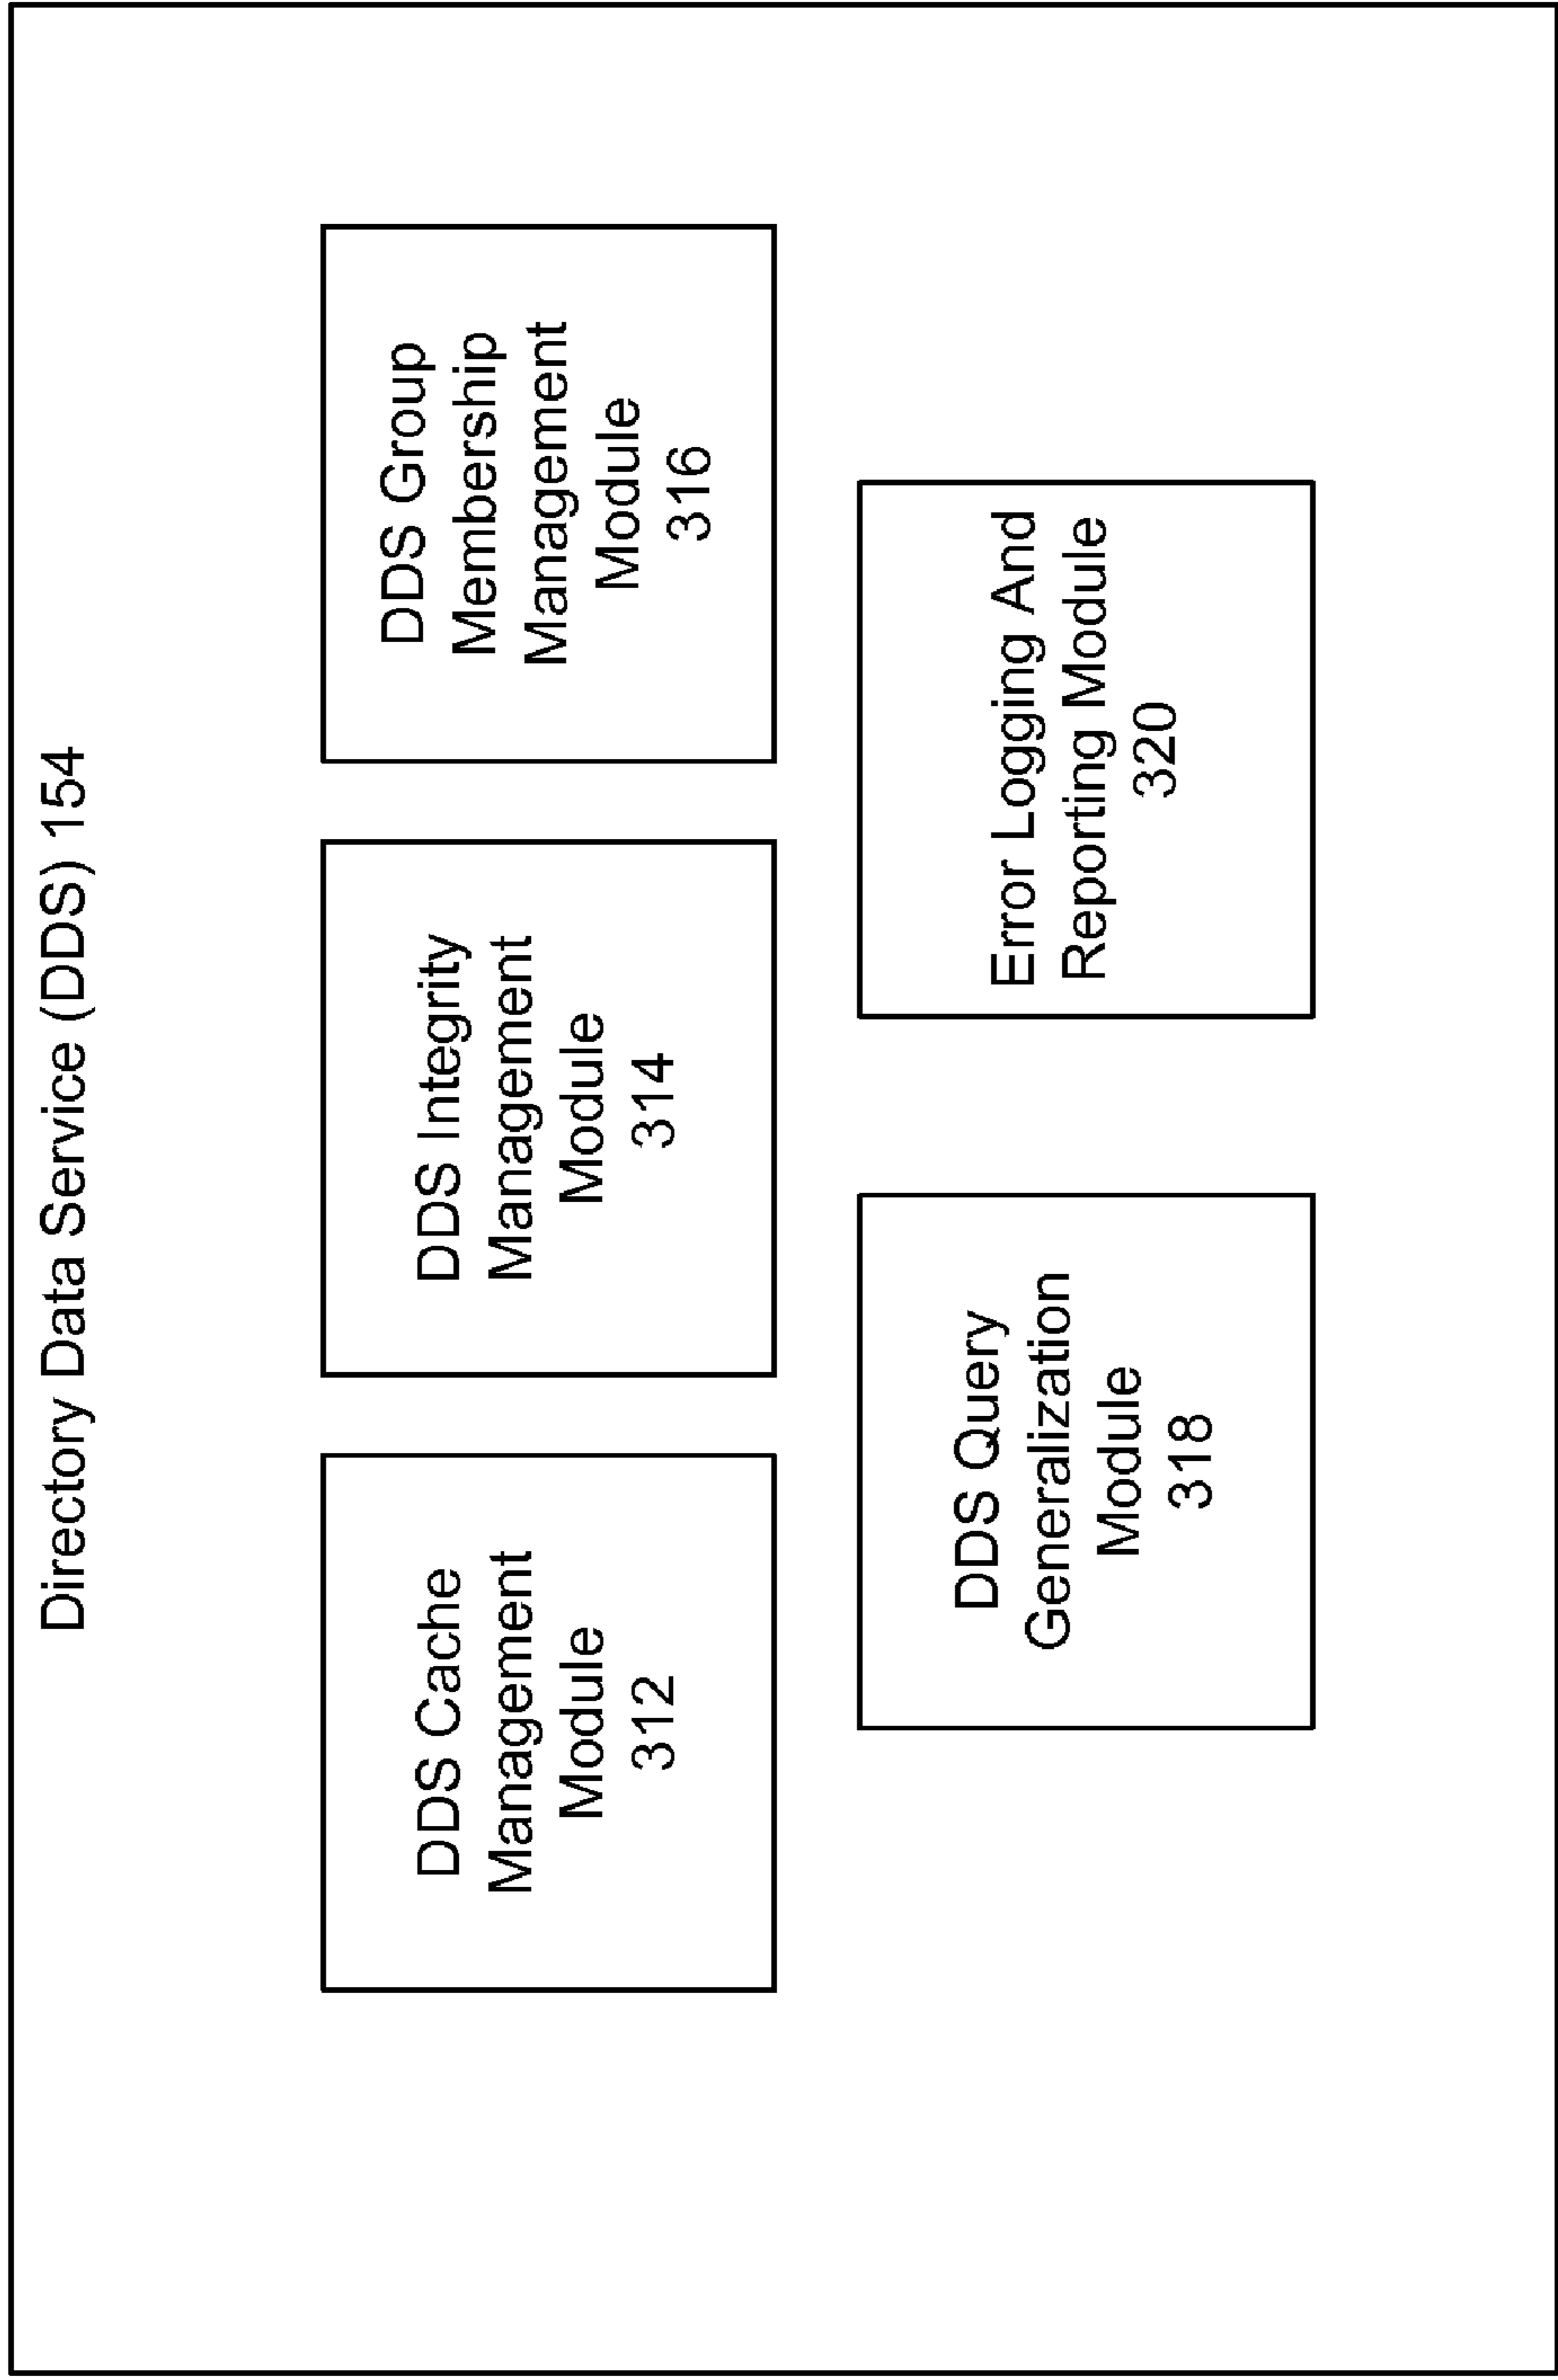 Directory Data Service (DDS) 154
DDS Cache
Management
Module
312
DDS Integrity
Management
Module
314
DDS Group
Membership
Management
Module
316
DDS Query
Generalization
Module
318
Error Logging And
Reporting Module
320